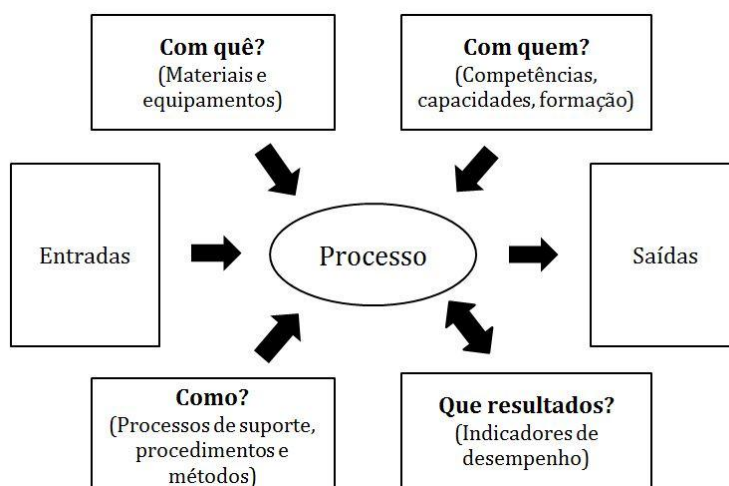 Com quê?
(Materiais e
equipamentos)
Com quem?
(Competências,
capacidades, formação)
Entradas
Processo
Saídas
Como?
(Processos de suporte,
procedimentos e
métodos)
Que resultados?
(Indicadores de
desempenho)